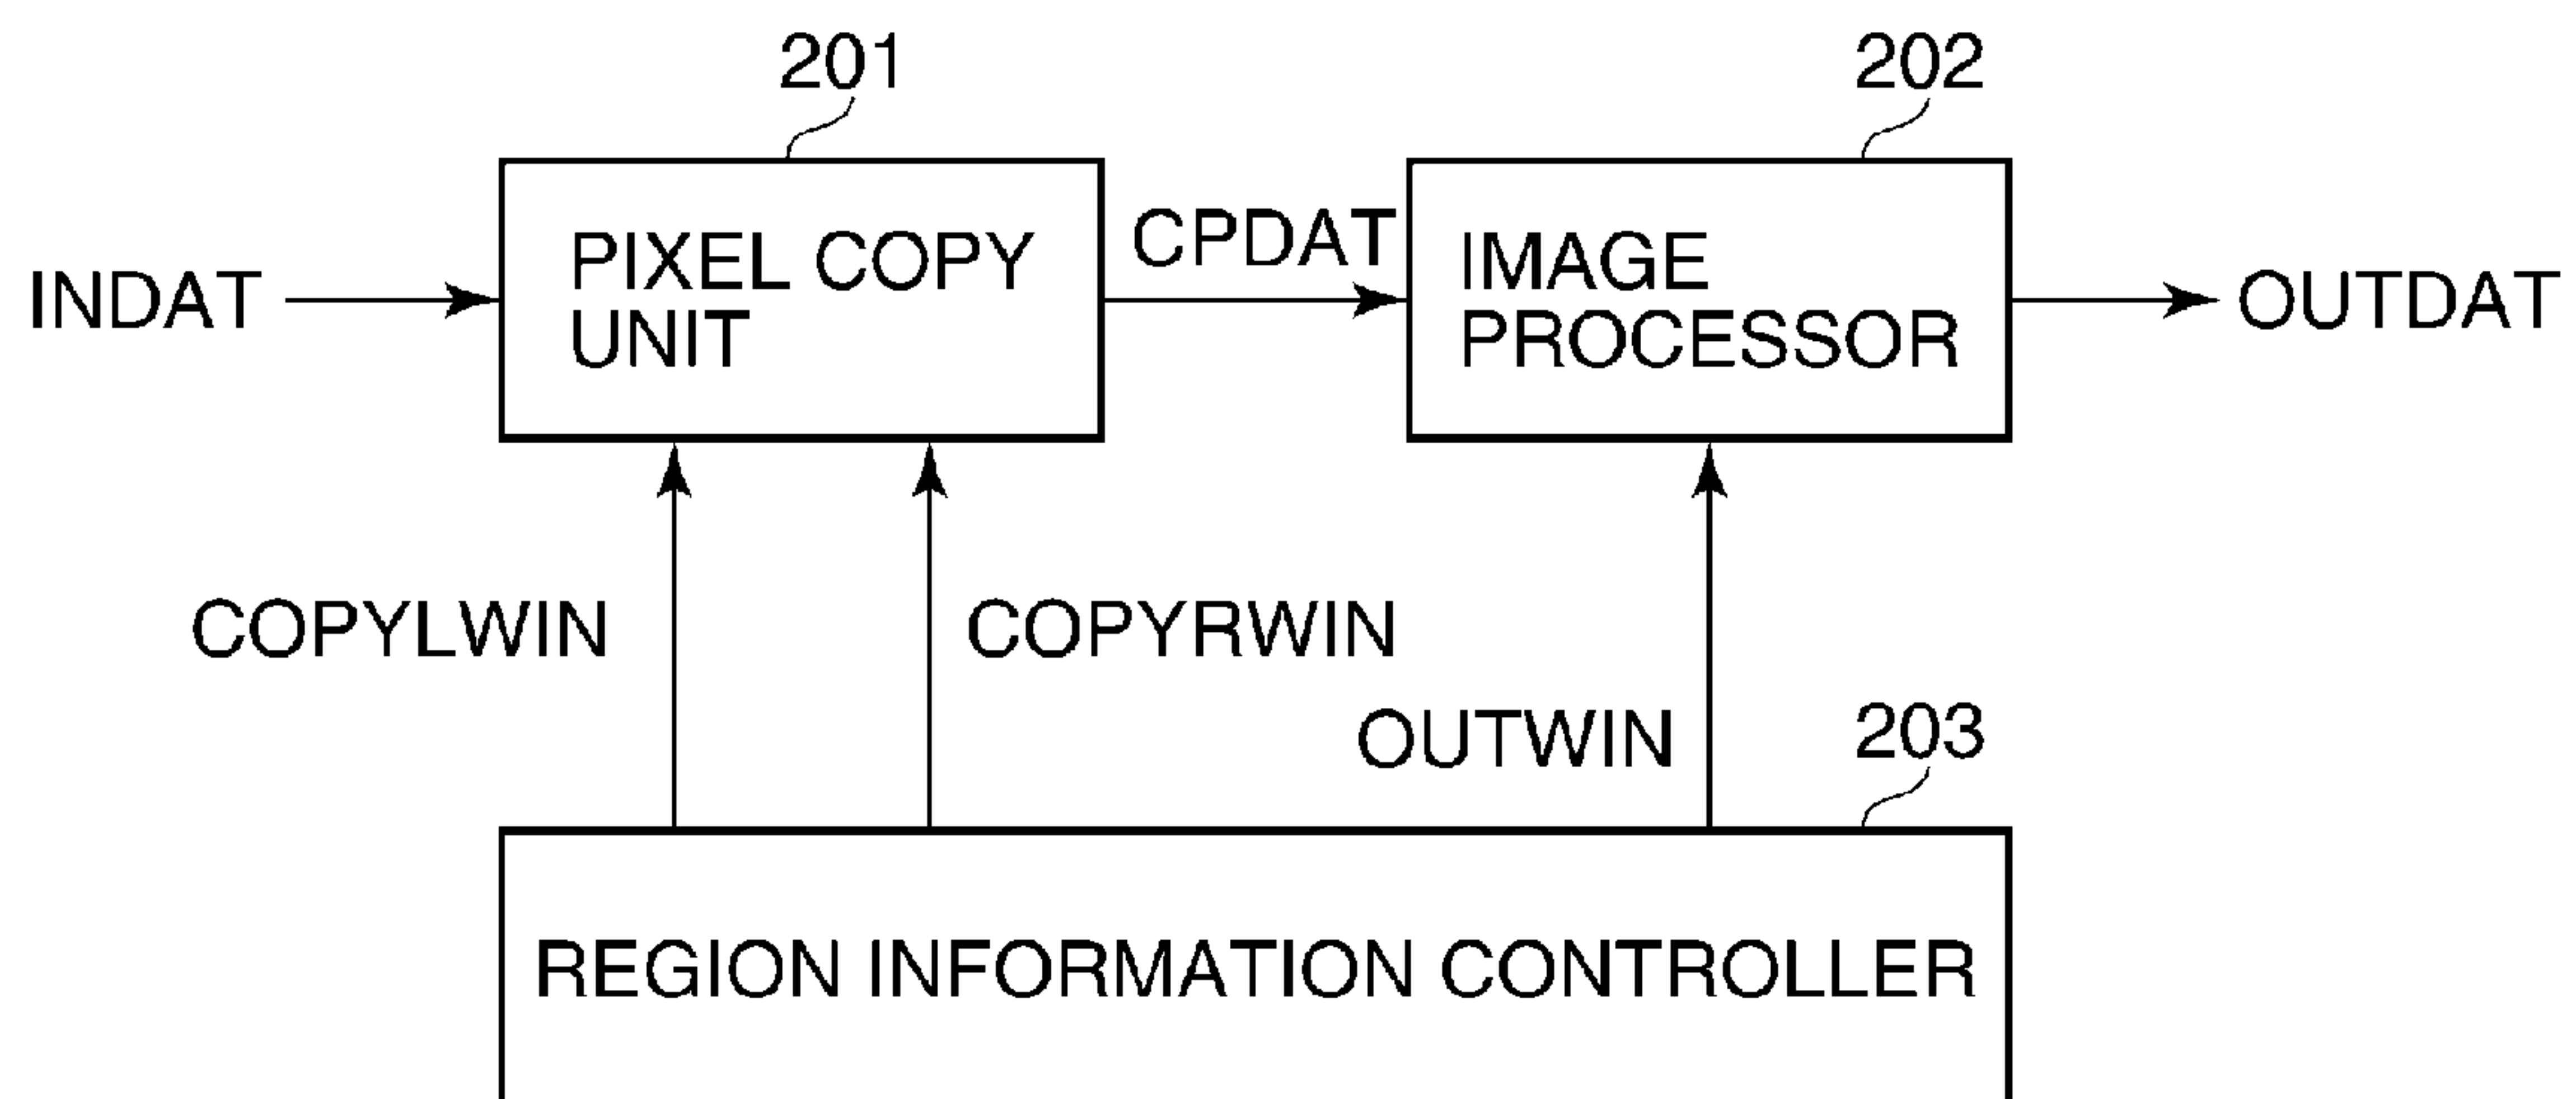 201
202
INDAT
PIXEL COPY
UNIT
CPDAT
IMAGE
PROCESSOR
OUTDAT
COPYLWIN
COPYRWIN
OUTWIN
203
REGION INFORMATION CONTROLLER